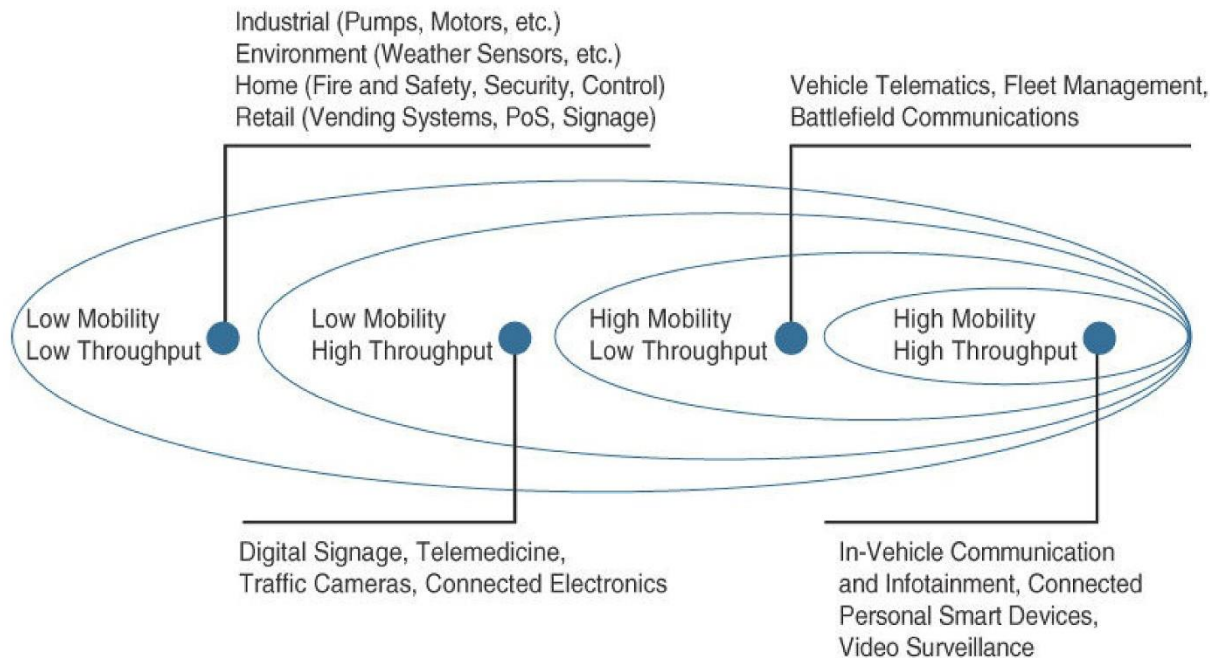 Industrial (Pumps, Motors, etc.)
Environment (Weather Sensors, etc.)
Home (Fire and Safety, Security, Control)
Retail (Vending Systems, PoS, Signage)
Vehicle Telematics, Fleet Management,
Battlefield Communications
Low Mobility
Low Throughput
Low Mobility
High Throughput
High Mobility
Low Throughput
High Mobility
High Throughput
Digital Signage, Telemedicine,
Traffic Cameras, Connected Electronics
In-Vehicle Communication
and Infotainment, Connected
Personal Smart Devices,
Video Surveillance